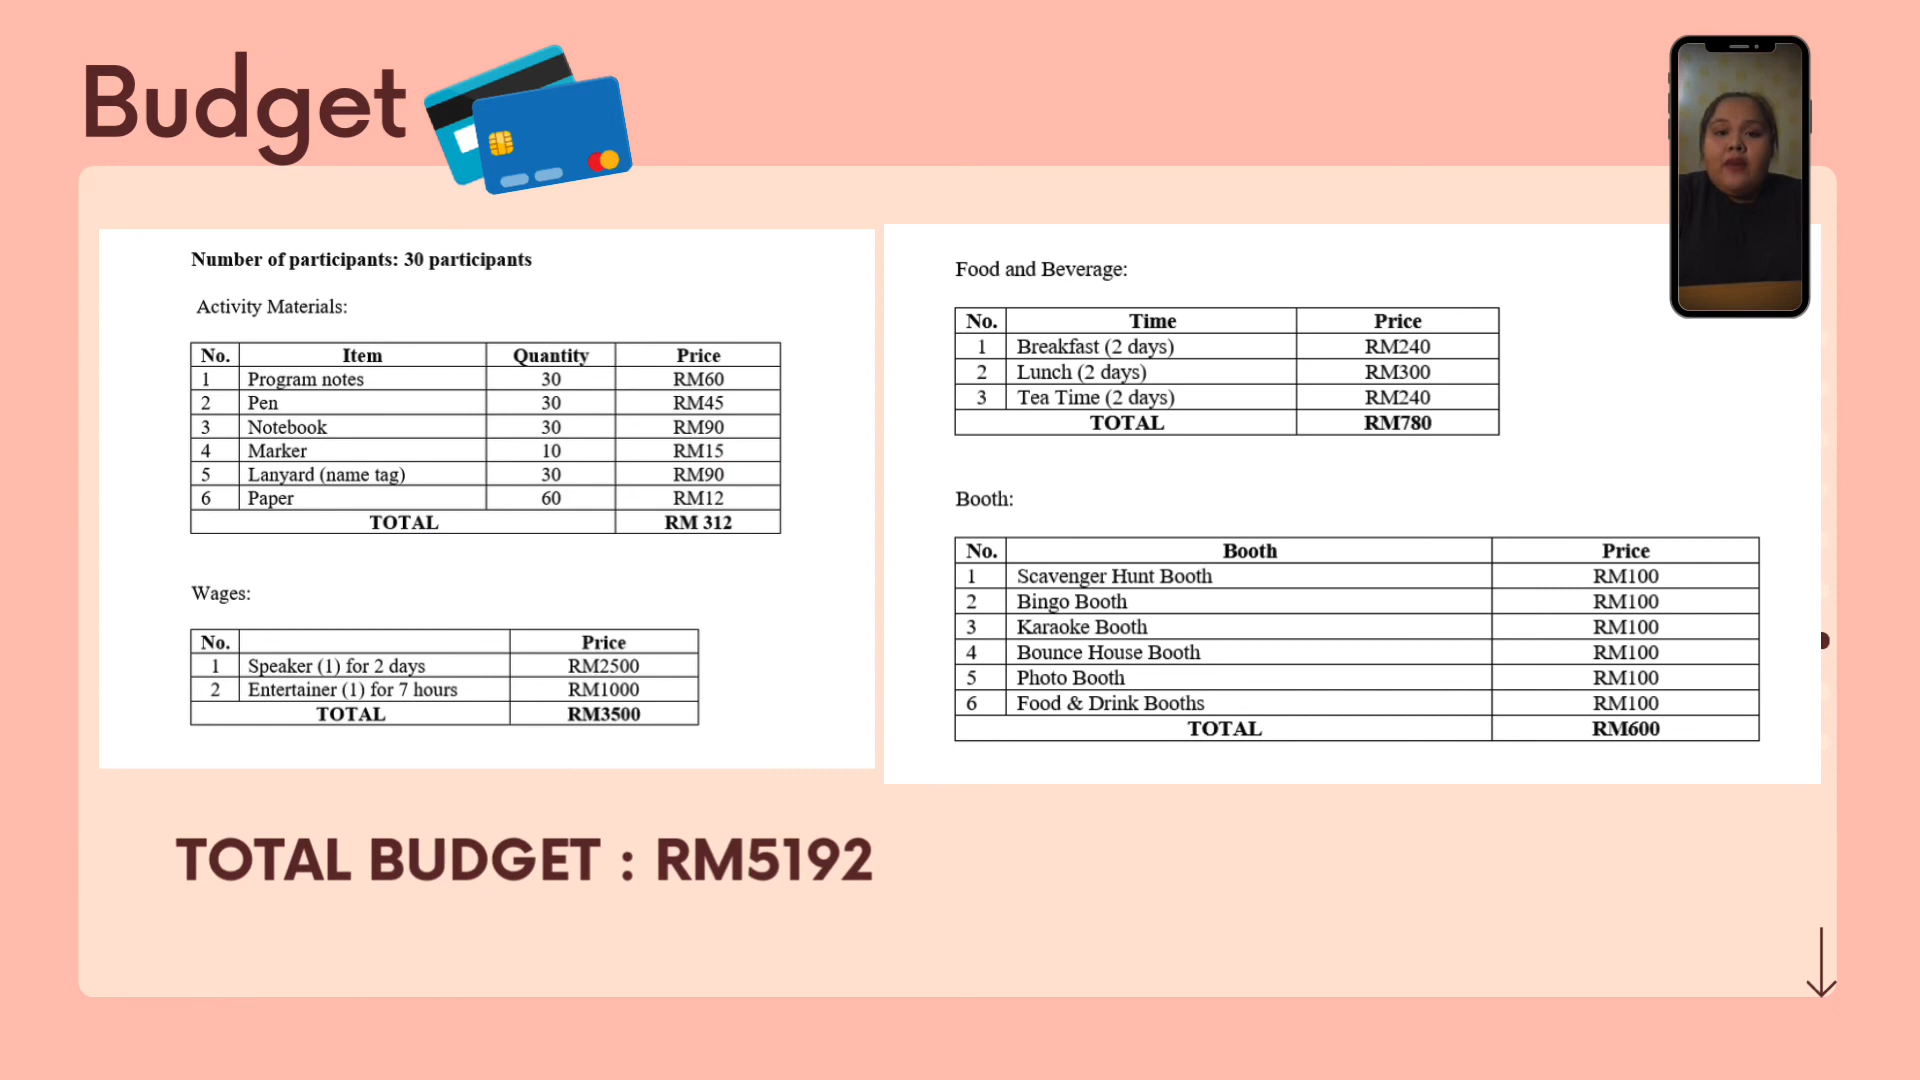 Budget
Number of participants: 30 participants
Activity Materials:
No. Item Quantity Price
1 Program notes 30 RM60
2 Pen 30 RM45
3 Notebook 30 RM90
4 Marker 10 RM15
5 Lanyard (name tag) 30 RM90
6 Paper 60 RM12
TOTAL RM 312
Wages:
No. Price
1 Speaker (1) for 2 days RM2500
2 Entertainer (1) for 7 hours RM1000
TOTAL RM3500
Food and Beverage:
No. Time Price
1 Breakfast (2 days) RM240
2 Lunch (2 days) RM300
3 Tea Time (2 days) RM240
TOTAL RM780
Booth:
No. Booth Price
1 Scavenger Hunt Booth RM100
2 Bingo Booth RM100
3 Karaoke Booth RM100
4 Bounce House Booth RM100
5 Photo Booth RM100
6 Food & Drink Booths RM100
TOTAL RM600
TOTAL BUDGET : RM5192